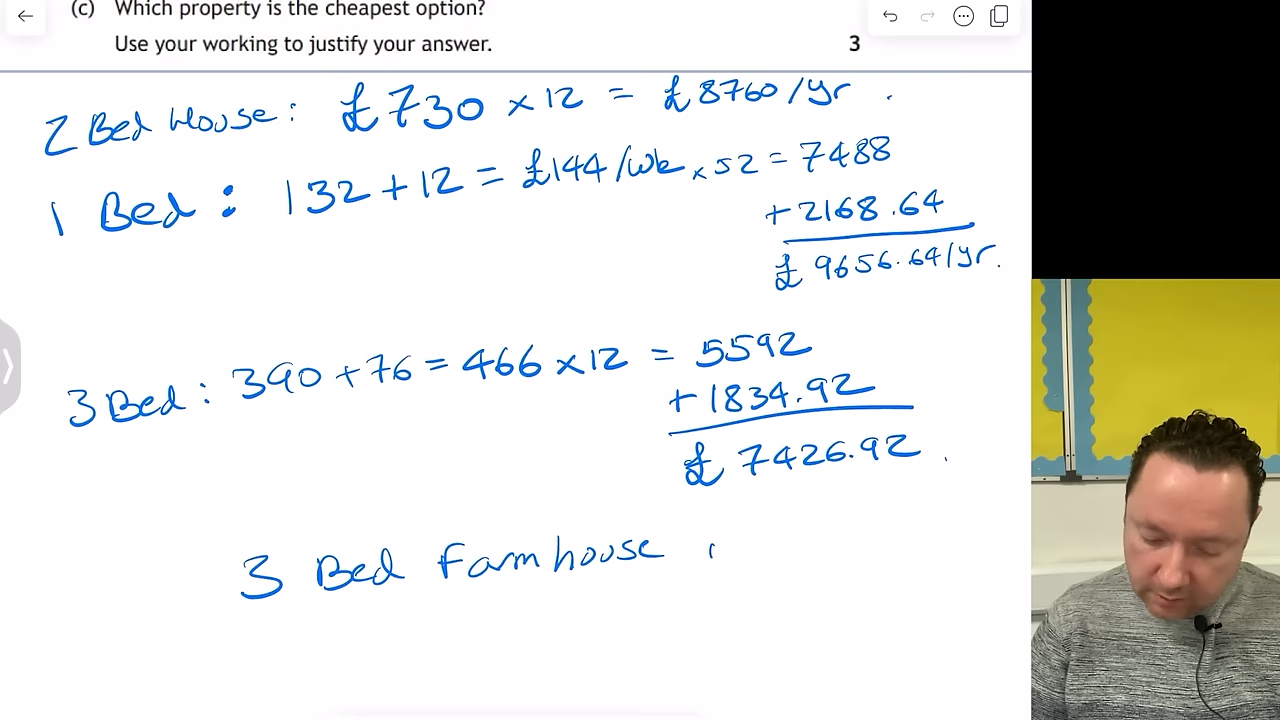 (c) Which property is the cheapest option?
Use your working to justify your answer.
3
2 Bed House: £730 × 12 = £8760/yr.
1 Bed: 132 + 12 = £144/wk × 52 = 7488
+ 2168.64
£ 9656.64/yr.
3 Bed: 390 + 76 = 466 × 12 = 5592
+ 1834.92
£ 7426.92.
3 Bed farmhouse